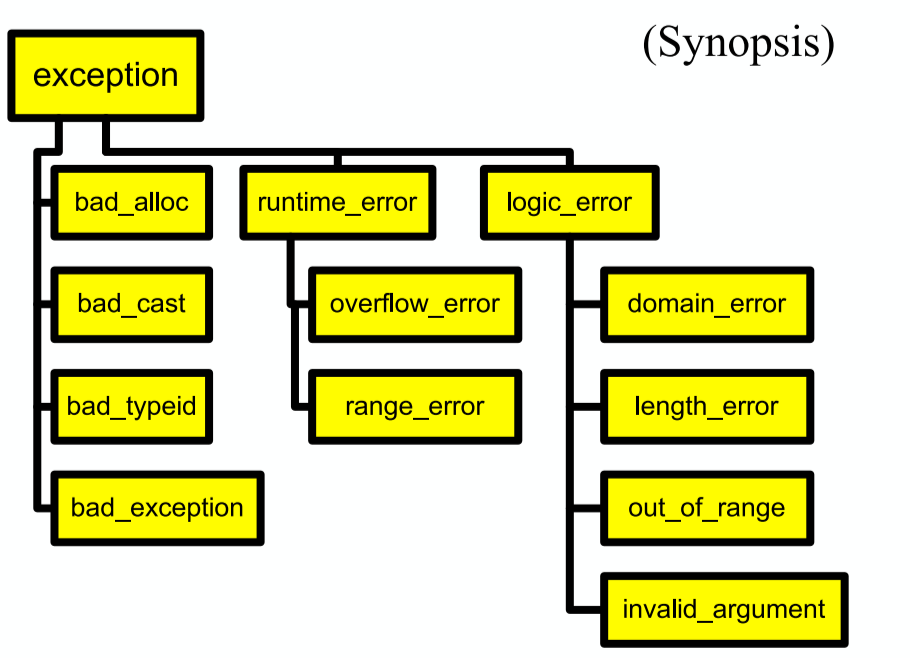 (Synopsis)
exception
bad_alloc
runtime_error
logic_error
bad_cast
overflow_error
domain_error
bad_typeid
range_error
length_error
bad_exception
out_of_range
invalid_argument